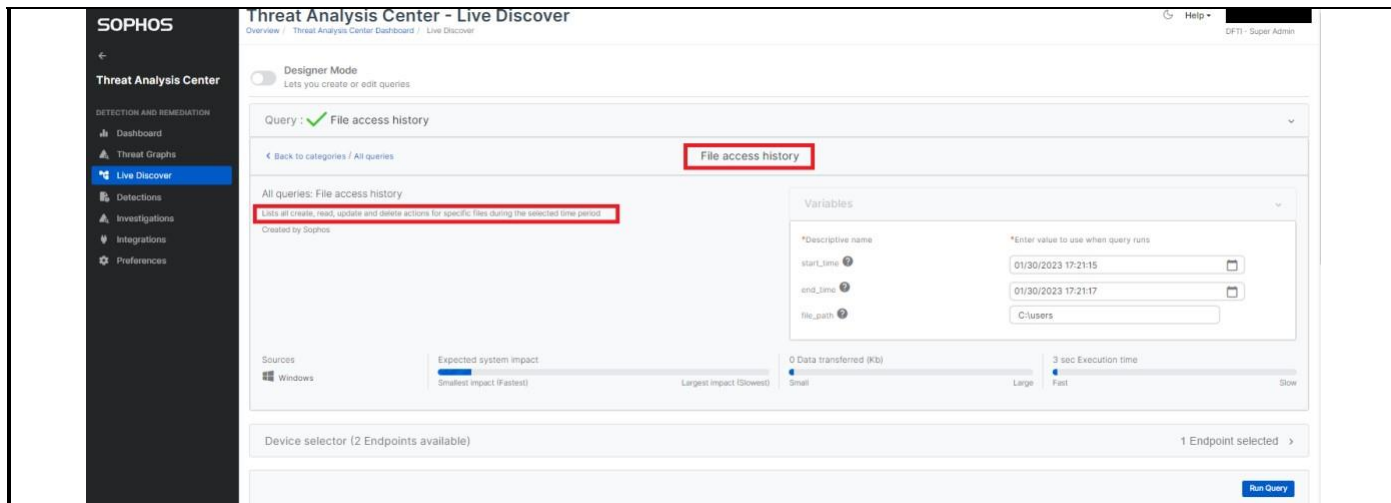 SOPHOS
Threat Analysis Center - Live Discover
Overview / Threat Analysis Center Dashboard / Live Discover
Help
DFTI - Super Admin
Threat Analysis Center
DETECTION AND REMEDIATION
Dashboard
Threat Graphs
Live Discover
Detections
Investigations
Integrations
Preferences
Designer Mode
Lets you create or edit queries
Query : File access history
Back to categories / All queries
File access history
All queries: File access history
Lists all create, read, update and delete actions for specific files during the selected time period
Created by Sophos
Variables
*Descriptive name *Enter value to use when query runs
start_time 01/30/2023 17:21:15
end_time 01/30/2023 17:21:17
file_path C:\users
Sources
Windows
Expected system impact
Smallest impact (Fastest) Largest impact (Slowest)
0 Data transferred (Kb)
Small Large
3 sec Execution time
Fast Slow
Device selector (2 Endpoints available) 1 Endpoint selected
Run Query